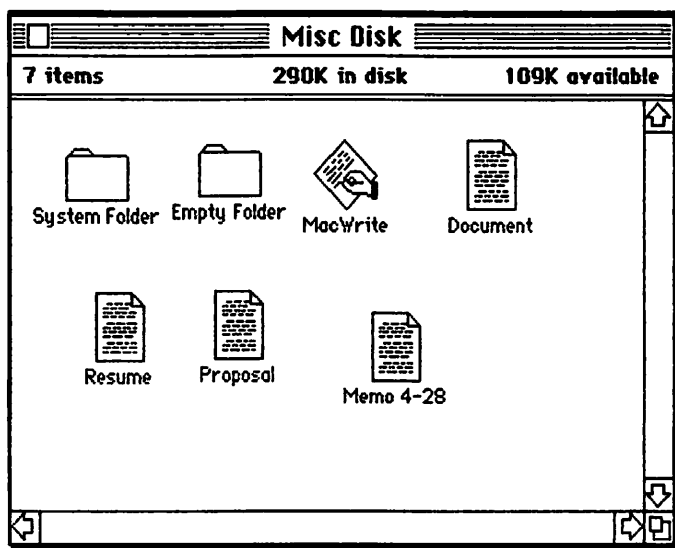 Misc Disk
7 items 290K in disk 109K available
System Folder Empty Folder MacWrite Document
Resume Proposal Memo 4-28